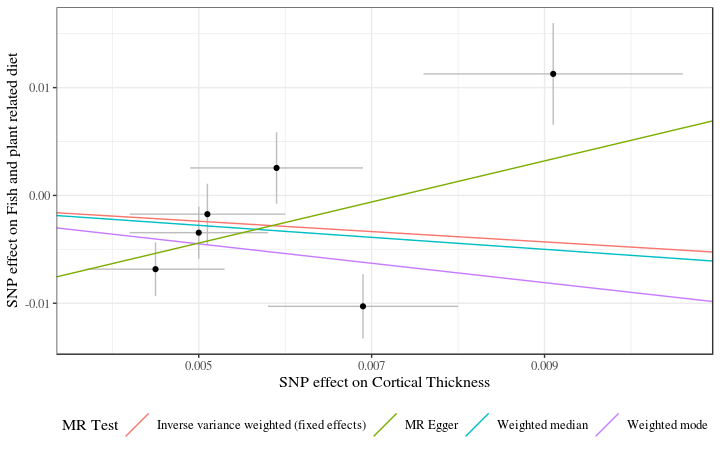 SNP effect on Fish and plant related diet
0.01
0.00
-0.01
0.005
0.007
0.009
SNP effect on Cortical Thickness
MR Test
Inverse variance weighted (fixed effects)
MR Egger
Weighted median
Weighted mode